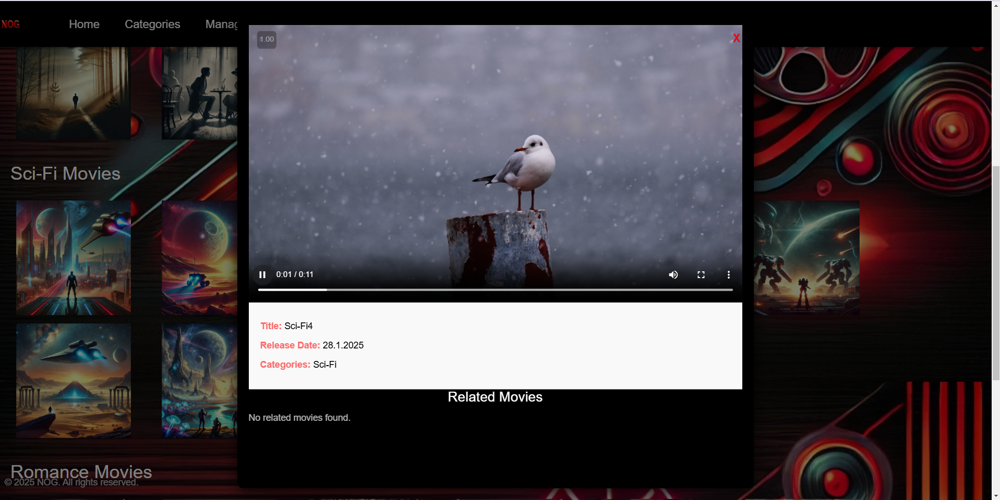 NOG
Home
Categories
Manag
1.00
X
Sci-Fi Movies
0:01 / 0:11
Title: Sci-Fi4
Release Date: 28.1.2025
Categories: Sci-Fi
Related Movies
No related movies found.
Romance Movies
© 2025 NOG. All rights reserved.